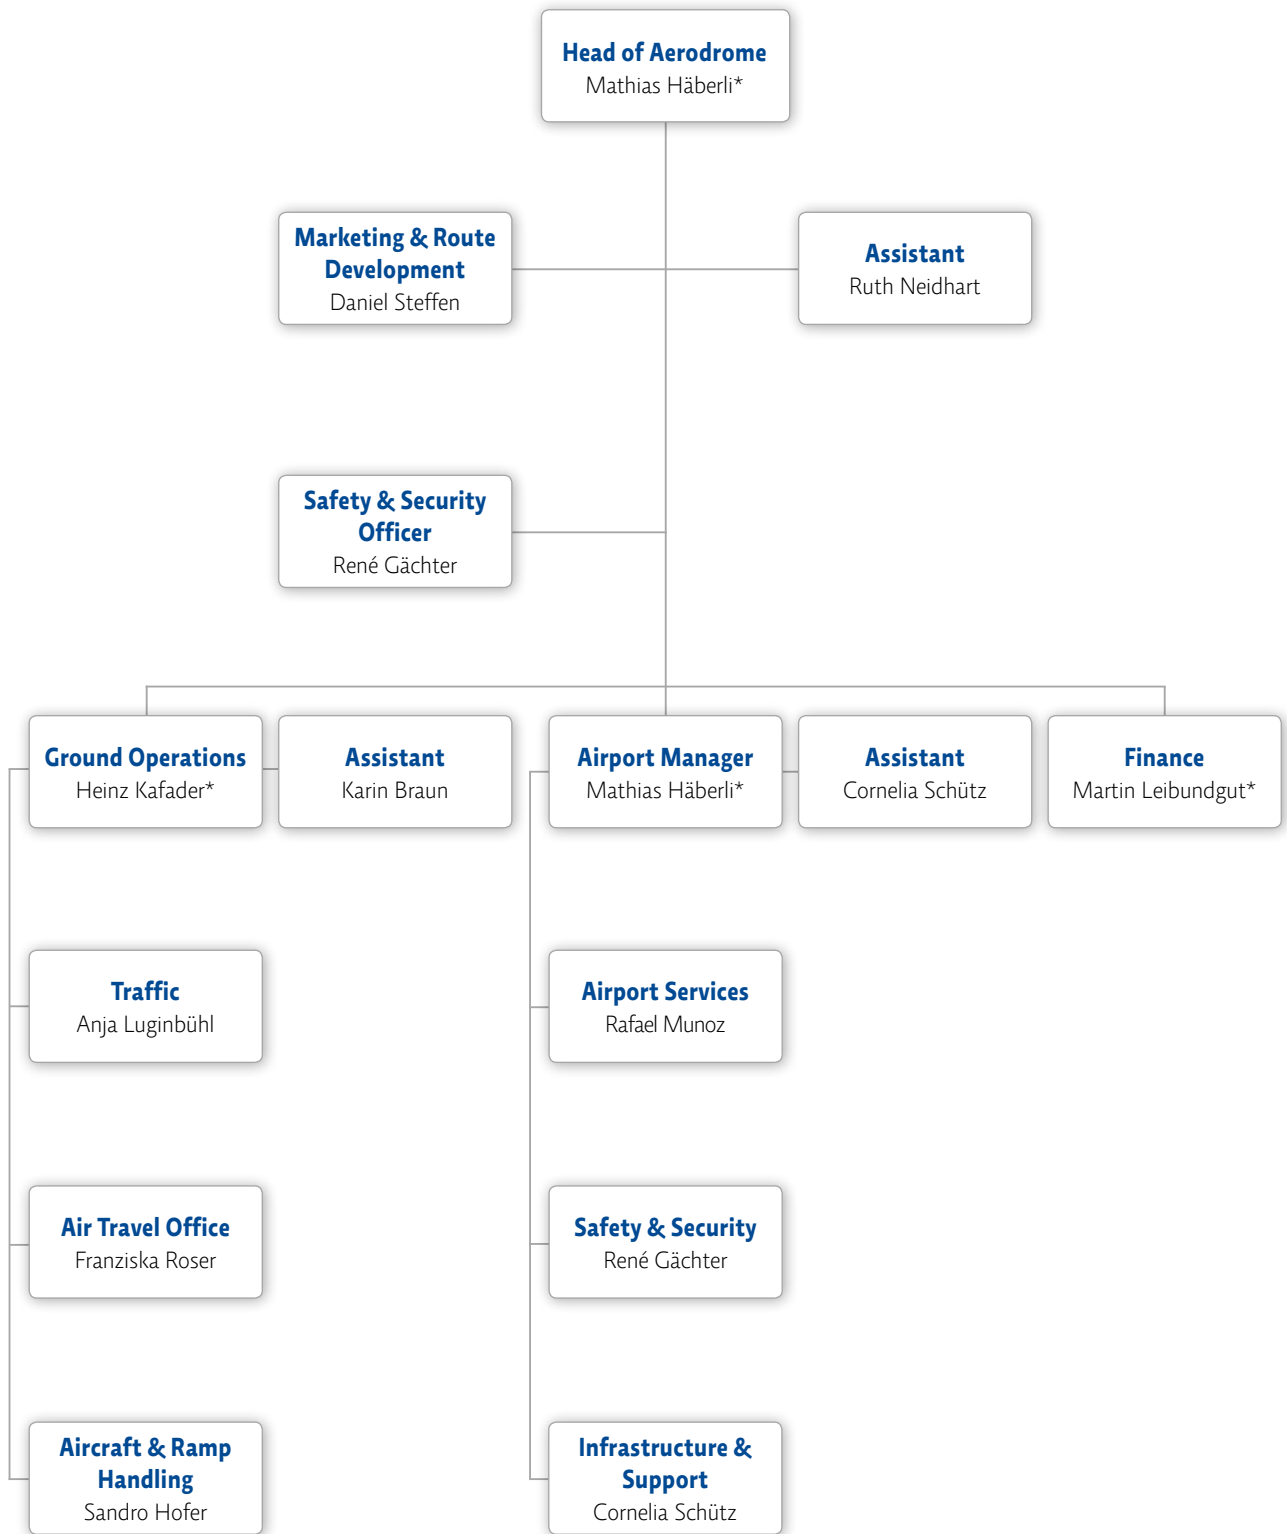 Head of Aerodrome
Mathias Häberli*
Marketing & Route
Development
Daniel Steffen
Assistant
Ruth Neidhart
Safety & Security
Officer
René Gächter
Ground Operations
Heinz Kafader*
Assistant
Karin Braun
Airport Manager
Mathias Häberli*
Assistant
Cornelia Schütz
Finance
Martin Leibundgut*
Traffic
Anja Luginbühl
Airport Services
Rafael Munoz
Air Travel Office
Franziska Roser
Safety & Security
René Gächter
Aircraft & Ramp
Handling
Sandro Hofer
Infrastructure &
Support
Cornelia Schütz